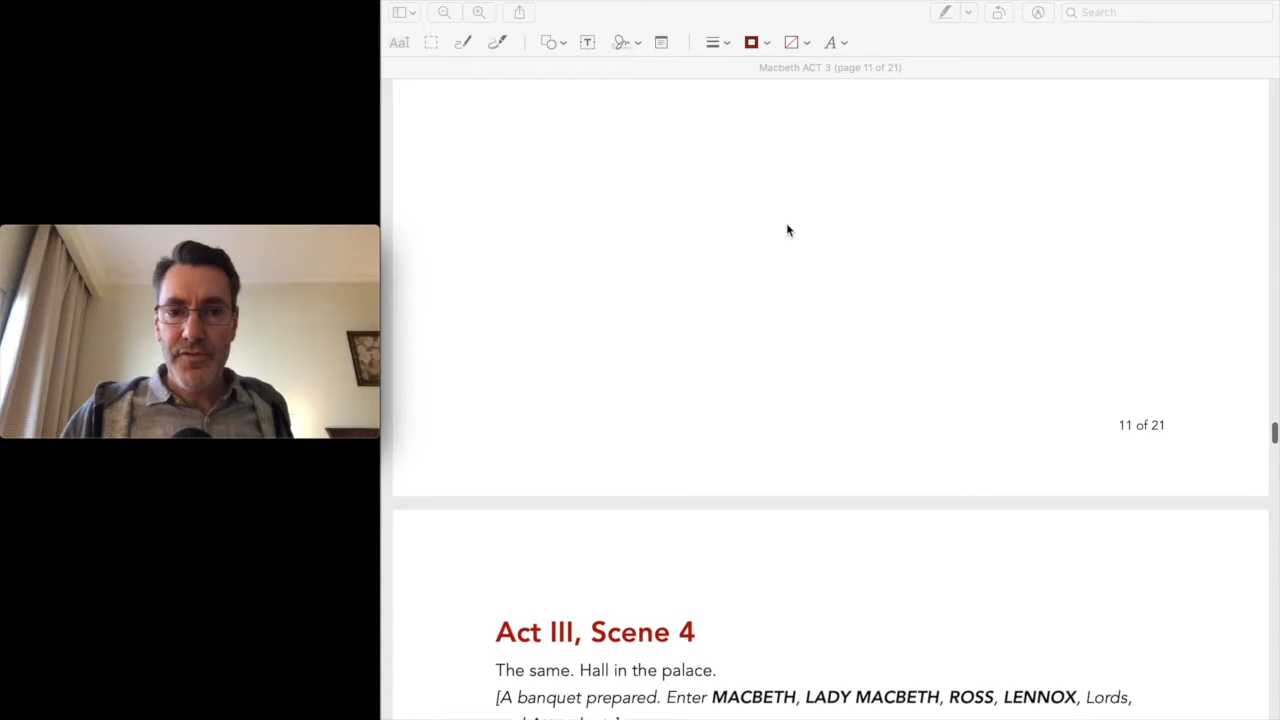 Search
AaI
T
A
Macbeth ACT 3 (page 11 of 21)
11 of 21
Act III, Scene 4
The same. Hall in the palace.
[A banquet prepared. Enter MACBETH, LADY MACBETH, ROSS, LENNOX, Lords,